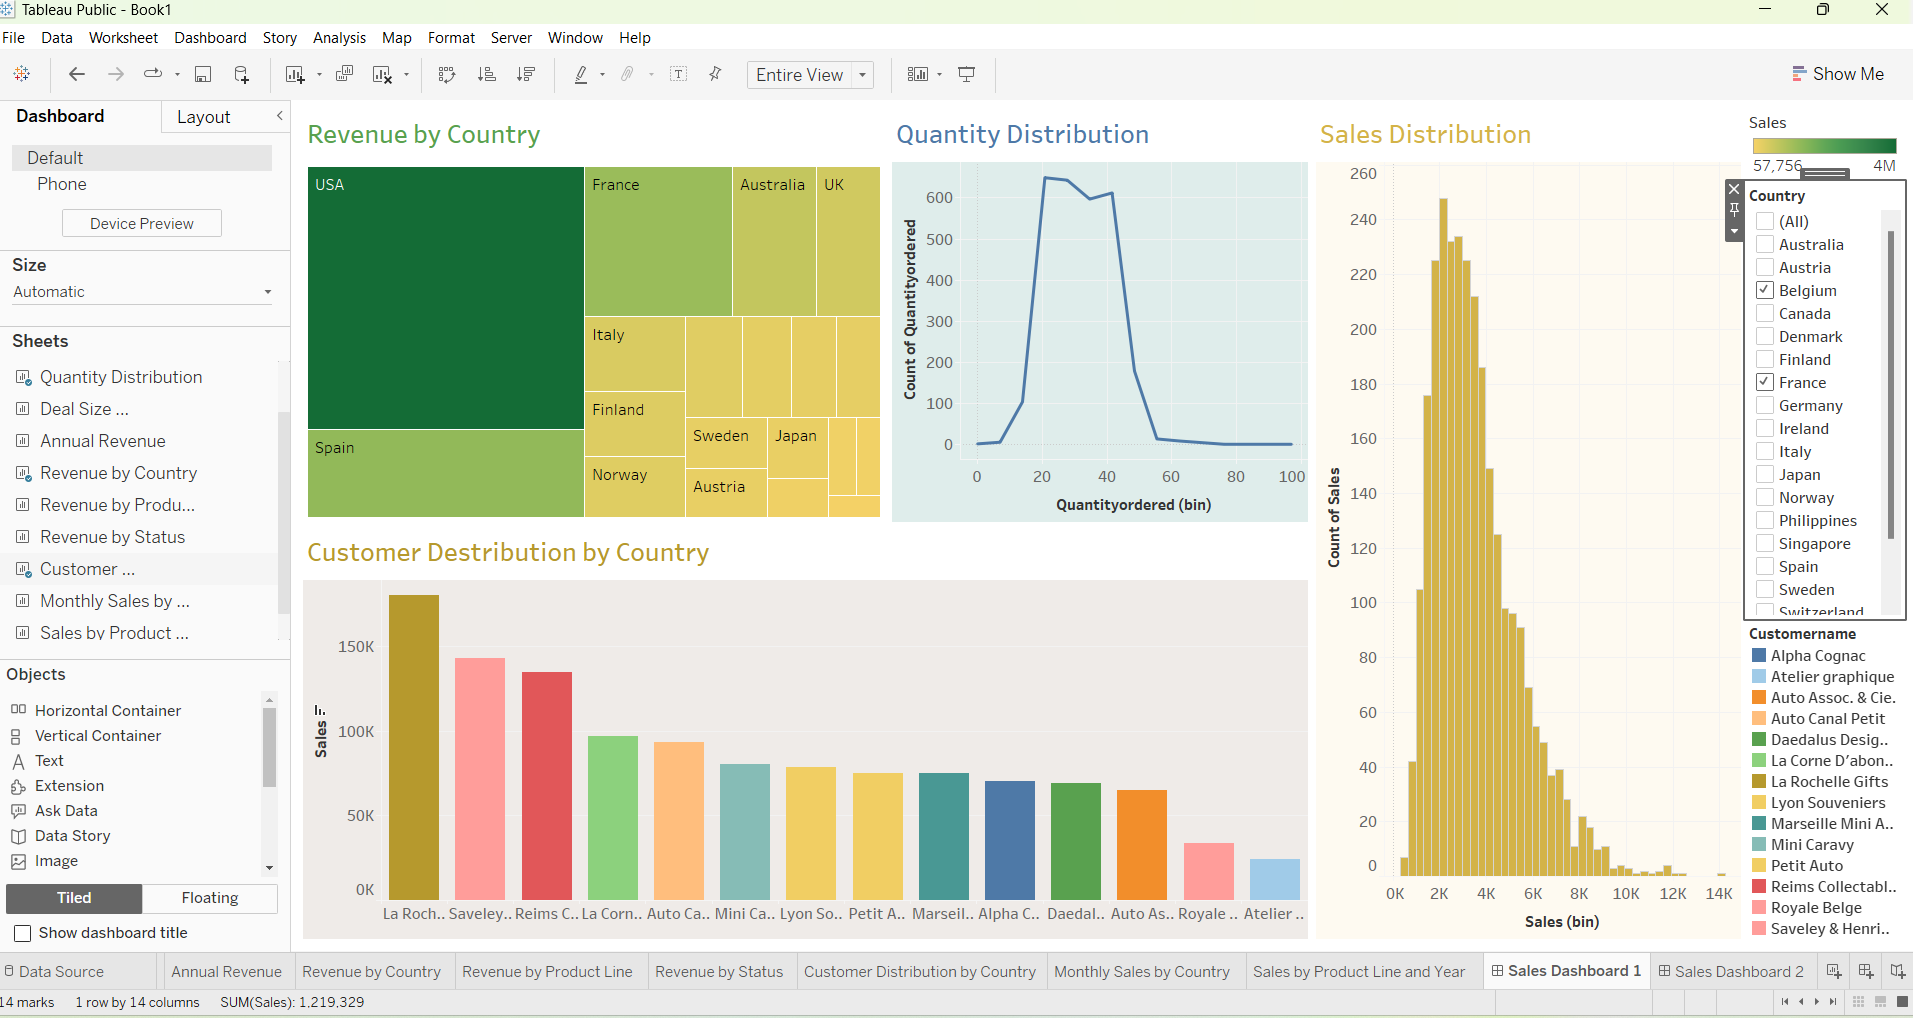 Tableau Public - Book1
File Data Worksheet Dashboard Story Analysis Map Format Server Window Help
Entire View
Show Me
Dashboard
Layout
Default
Phone
Device Preview
Size
Automatic
Sheets
Quantity Distribution
Deal Size ...
Annual Revenue
Revenue by Country
Revenue by Produ...
Revenue by Status
Customer ...
Monthly Sales by ...
Sales by Product ...
Objects
Horizontal Container
Vertical Container
Text
Extension
Ask Data
Data Story
Image
Tiled
Floating
Show dashboard title
Revenue by Country
USA
France
Australia
UK
Italy
Finland
Sweden
Japan
Spain
Norway
Austria
Quantity Distribution
Count of Quantityordered
600
500
400
300
200
100
0
0 20 40 60 80 100
Quantityordered (bin)
Sales Distribution
Count of Sales
260
240
220
200
180
160
140
120
100
80
60
40
20
0
0K 2K 4K 6K 8K 10K 12K 14K
Sales (bin)
Customer Destribution by Country
Sales
150K
100K
50K
0K
La Roch.. Saveley.. Reims C.. La Corn.. Auto Ca.. Mini Ca.. Lyon So.. Petit A.. Marseil.. Alpha C.. Daedal.. Auto As.. Royale .. Atelier ..
Sales
57,756 4M
Country
(All)
Australia
Austria
Belgium
Canada
Denmark
Finland
France
Germany
Ireland
Italy
Japan
Norway
Philippines
Singapore
Spain
Sweden
Switzerland
Customername
Alpha Cognac
Atelier graphique
Auto Assoc. & Cie.
Auto Canal Petit
Daedalus Desig..
La Corne D'abon..
La Rochelle Gifts
Lyon Souveniers
Marseille Mini A..
Mini Caravy
Petit Auto
Reims Collectabl..
Royale Belge
Saveley & Henri..
Data Source
Annual Revenue
Revenue by Country
Revenue by Product Line
Revenue by Status
Customer Distribution by Country
Monthly Sales by Country
Sales by Product Line and Year
Sales Dashboard 1
Sales Dashboard 2
14 marks 1 row by 14 columns SUM(Sales): 1,219,329